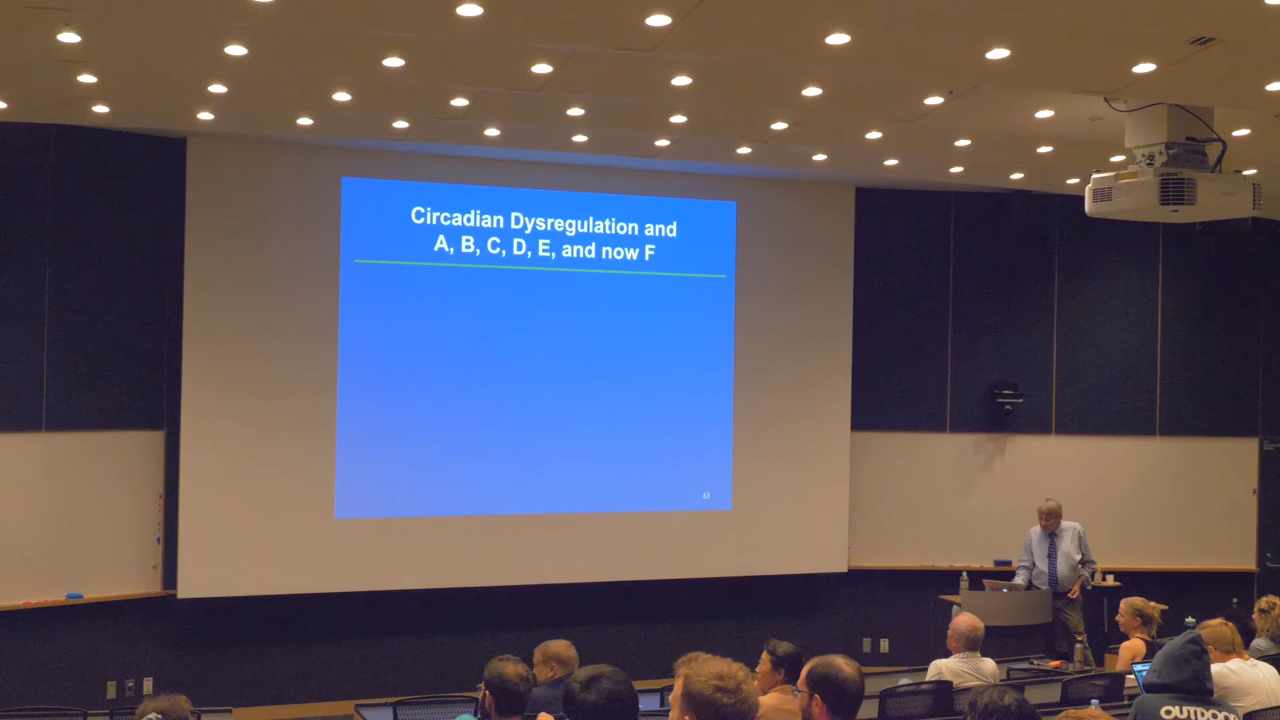 Circadian Dysregulation and
A, B, C, D, E, and now F
63
OUTDOOR